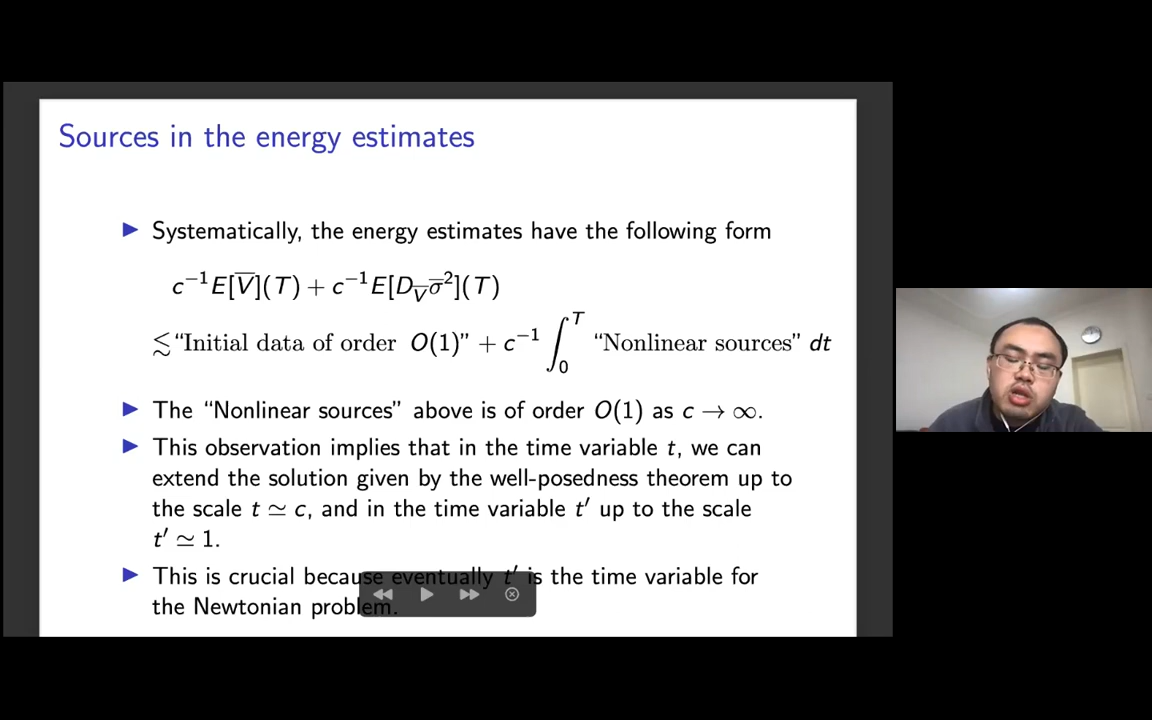 Sources in the energy estimates
▶ Systematically, the energy estimates have the following form
c⁻¹E[V̅](T) + c⁻¹E[D_V̅ σ̅²](T)
≲ “Initial data of order O(1)” + c⁻¹ ∫₀ᵀ “Nonlinear sources” dt
▶ The “Nonlinear sources” above is of order O(1) as c → ∞.
▶ This observation implies that in the time variable t, we can
extend the solution given by the well-posedness theorem up to
the scale t ≃ c, and in the time variable t′ up to the scale
t′ ≃ 1.
▶ This is crucial because eventually t′ is the time variable for
the Newtonian problem.